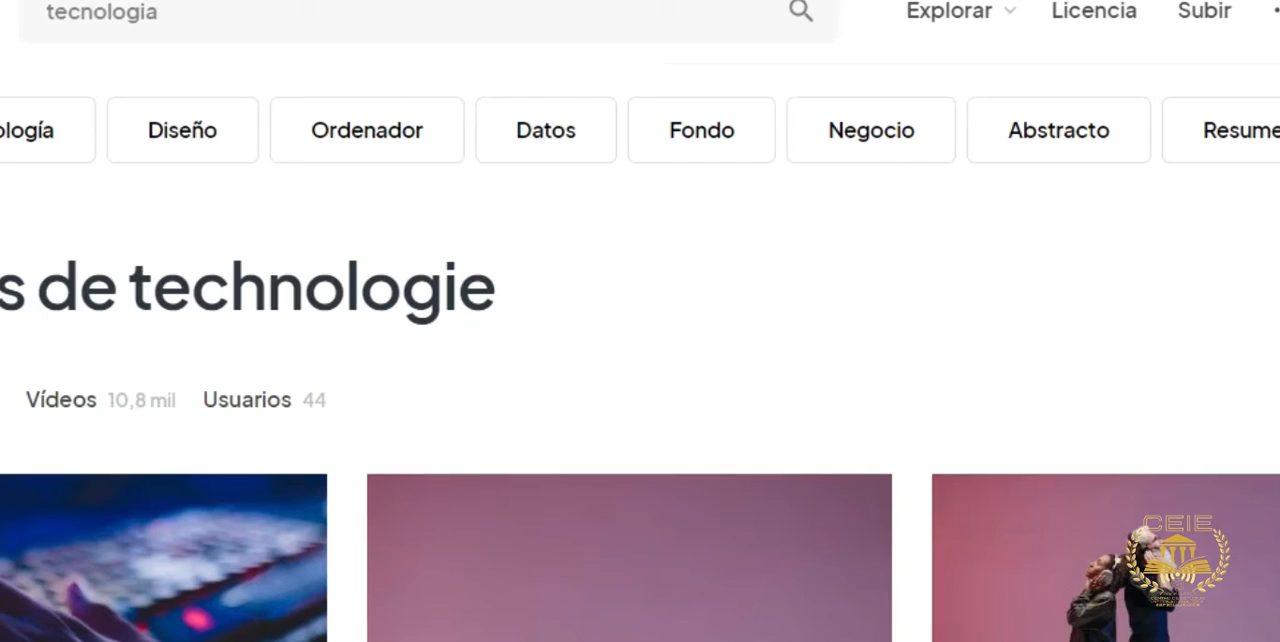 tecnologia
Explorar Licencia Subir
ología Diseño Ordenador Datos Fondo Negocio Abstracto Resume
s de technologie
Vídeos 10,8 mil Usuarios 44
CEIE